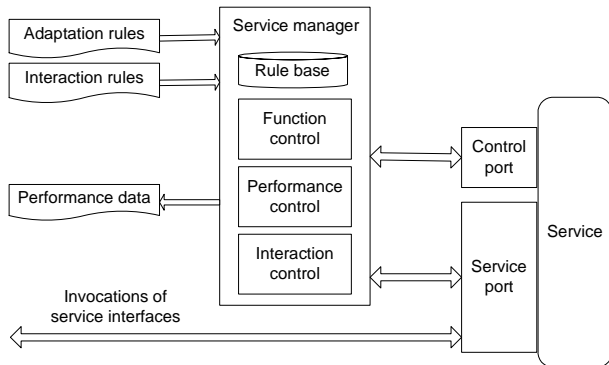 Adaptation rules
Interaction rules
Performance data
Service manager
Rule base
Function
control
Performance
control
Interaction
control
Control
port
Service
port
Service
Invocations of
service interfaces